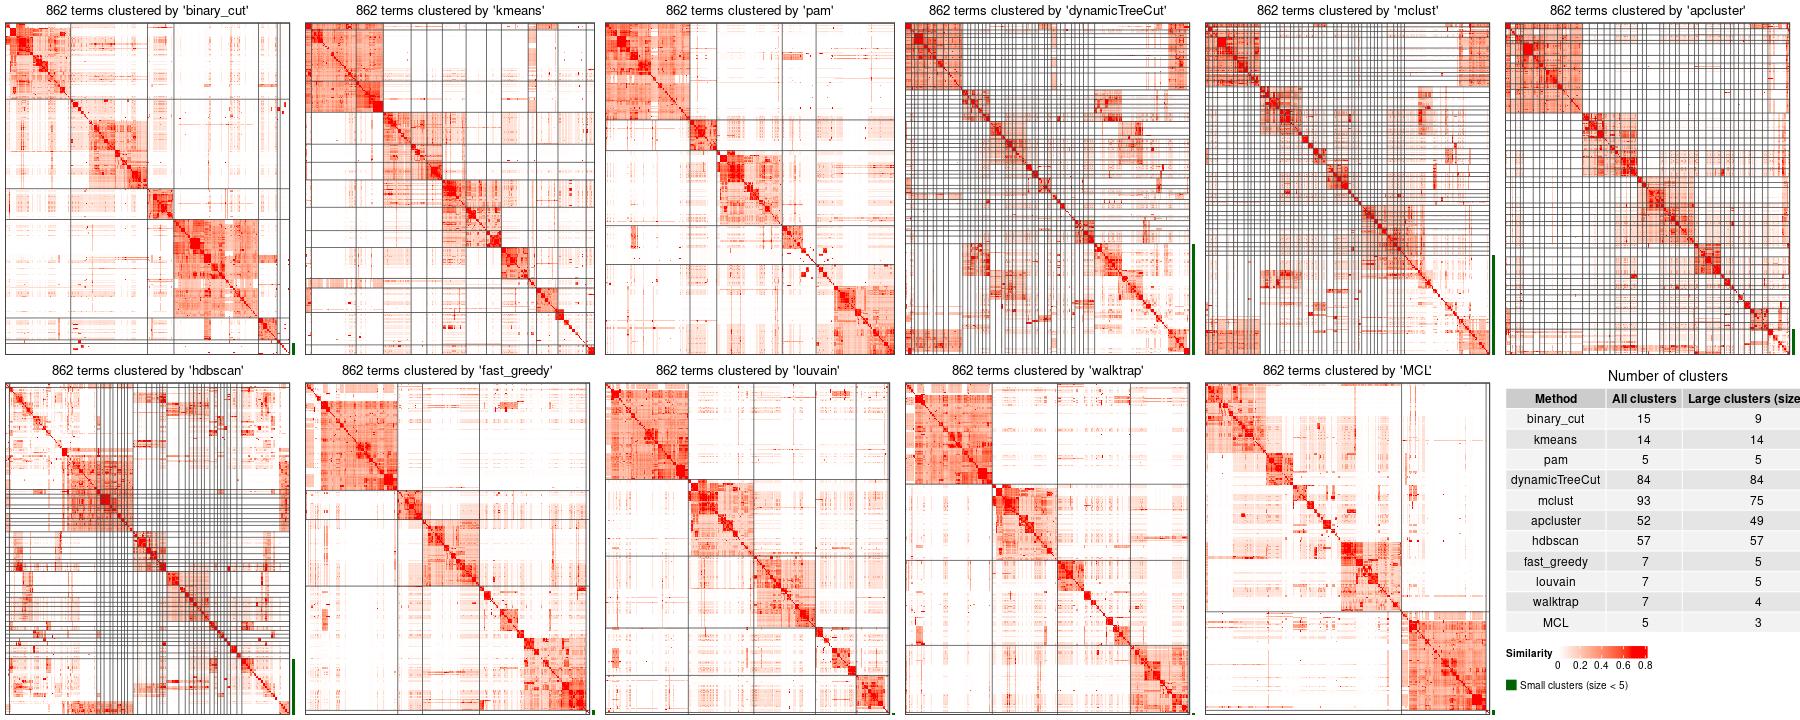 862 terms clustered by 'binary_cut'
862 terms clustered by 'kmeans'
862 terms clustered by 'pam'
862 terms clustered by 'dynamicTreeCut'
862 terms clustered by 'mclust'
862 terms clustered by 'apcluster'
862 terms clustered by 'hdbscan'
862 terms clustered by 'fast_greedy'
862 terms clustered by 'louvain'
862 terms clustered by 'walktrap'
862 terms clustered by 'MCL'
Number of clusters
Method All clusters Large clusters (size
binary_cut 15 9
kmeans 14 14
pam 5 5
dynamicTreeCut 84 84
mclust 93 75
apcluster 52 49
hdbscan 57 57
fast_greedy 7 5
louvain 7 5
walktrap 7 4
MCL 5 3
Similarity
0 0.2 0.4 0.6 0.8
Small clusters (size < 5)